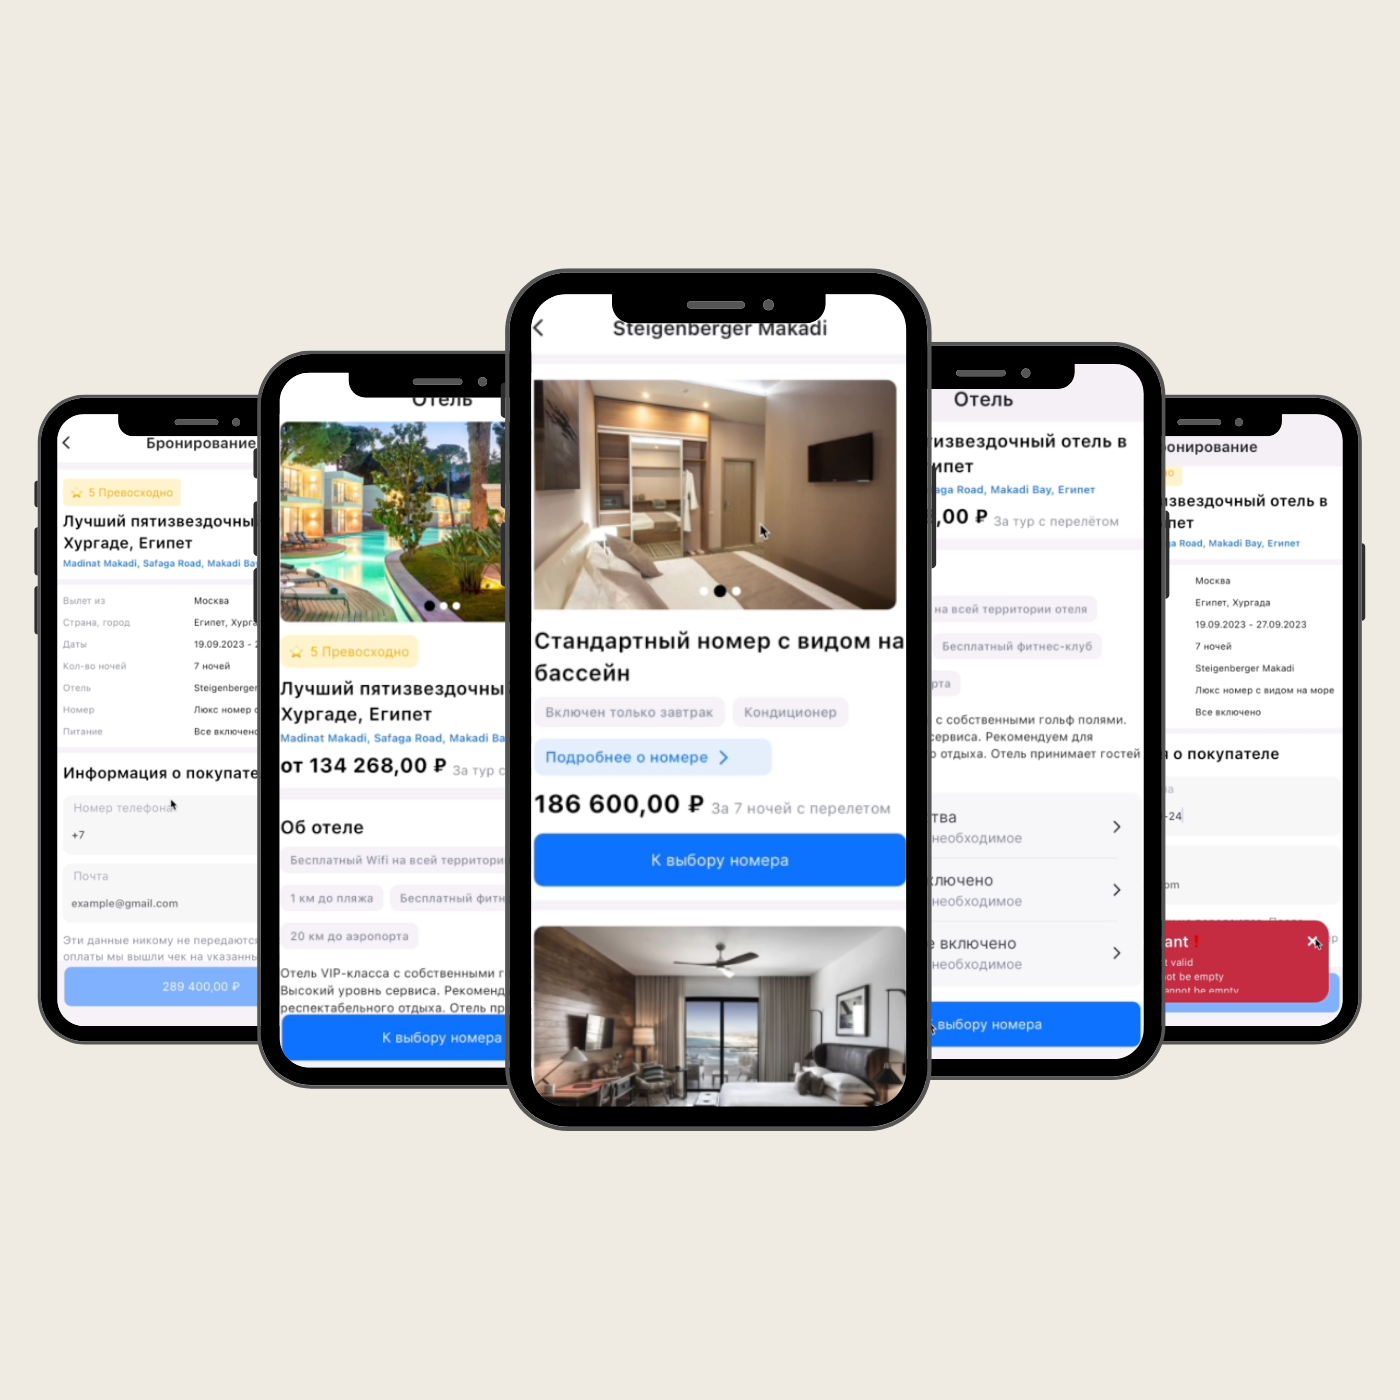 Бронирование
5 Превосходно
Лучший пятизвездочны
Хургаде, Египет
Madinat Makadi, Safaga Road, Makadi Ba
Вылет из Москва
Страна, город Египет, Хург
Даты 19.09.2023 -
Кол-во ночей 7 ночей
Отель Steigenberger
Номер Люкс номер
Питание Все включено
Информация о покупате
Номер телефона
+7
Почта
example@gmail.com
Эти данные никому не передаются
оплаты мы вышли чек на указанны
289 400,00 ₽
Отель
5 Превосходно
Лучший пятизвездочны
Хургаде, Египет
Madinat Makadi, Safaga Road, Makadi Ba
от 134 268,00 ₽ За тур с
Об отеле
Бесплатный Wifi на всей территори
1 км до пляжа Бесплатный фитн
20 км до аэропорта
Отель VIP-класса с собственными г
Высокий уровень сервиса. Рекоменд
респектабельного отдыха. Отель пр
К выбору номера
Steigenberger Makadi
Стандартный номер с видом на
бассейн
Включен только завтрак Кондиционер
Подробнее о номере
186 600,00 ₽ За 7 ночей с перелетом
К выбору номера
Отель
тизвездочный отель в
ипет
aga Road, Makadi Bay, Египет
,00 ₽ За тур с перелётом
на всей территории отеля
Бесплатный фитнес-клуб
рта
с собственными гольф полями.
сервиса. Рекомендуем для
о отдыха. Отель принимает гостей
тва
необходимое
ключено
необходимое
е включено
необходимое
выбору номера
онирование
о
извездочный отель в
пет
ga Road, Makadi Bay, Египет
Москва
Египет, Хургада
19.09.2023 - 27.09.2023
7 ночей
Steigenberger Makadi
Люкс номер с видом на море
Все включено
я о покупателе
а
-24
om
ant❗
t valid
ot be empty
annot be empty